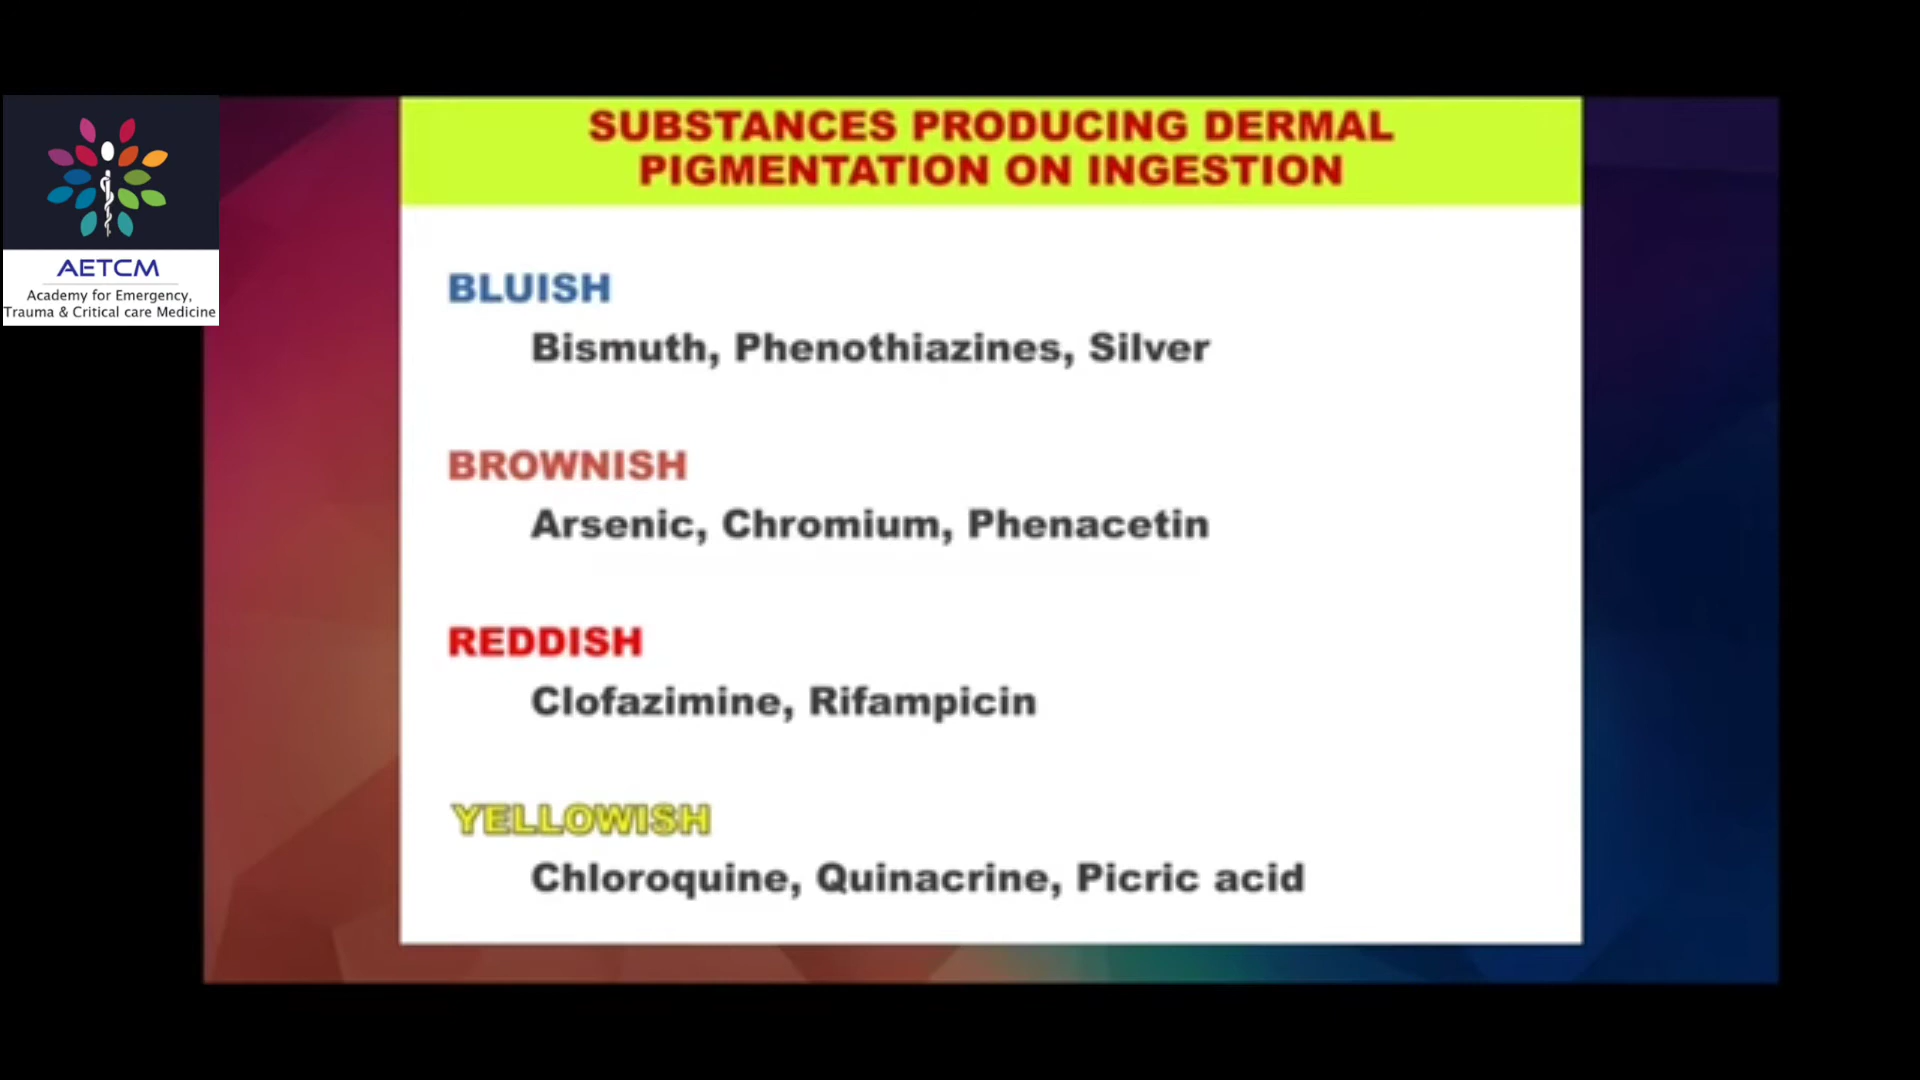 SUBSTANCES PRODUCING DERMAL
PIGMENTATION ON INGESTION
AETCM
Academy for Emergency,
Trauma & Critical care Medicine
BLUISH
Bismuth, Phenothiazines, Silver
BROWNISH
Arsenic, Chromium, Phenacetin
REDDISH
Clofazimine, Rifampicin
YELLOWISH
Chloroquine, Quinacrine, Picric acid